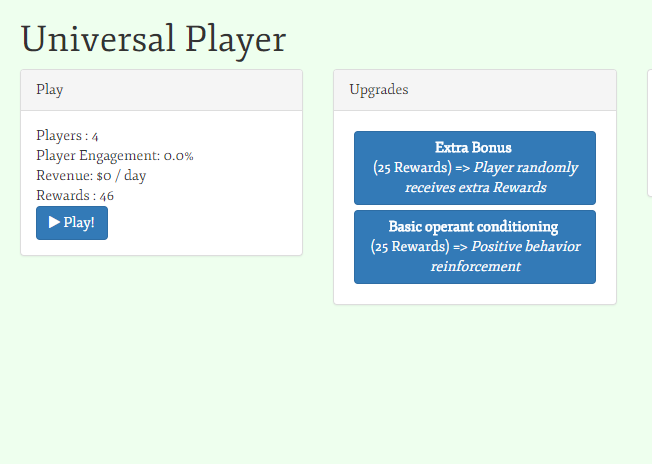 Universal Player
Play
Players : 4
Player Engagement: 0.0%
Revenue: $0 / day
Rewards : 46
Play!
Upgrades
Extra Bonus
(25 Rewards) => Player randomly
receives extra Rewards
Basic operant conditioning
(25 Rewards) => Positive behavior
reinforcement